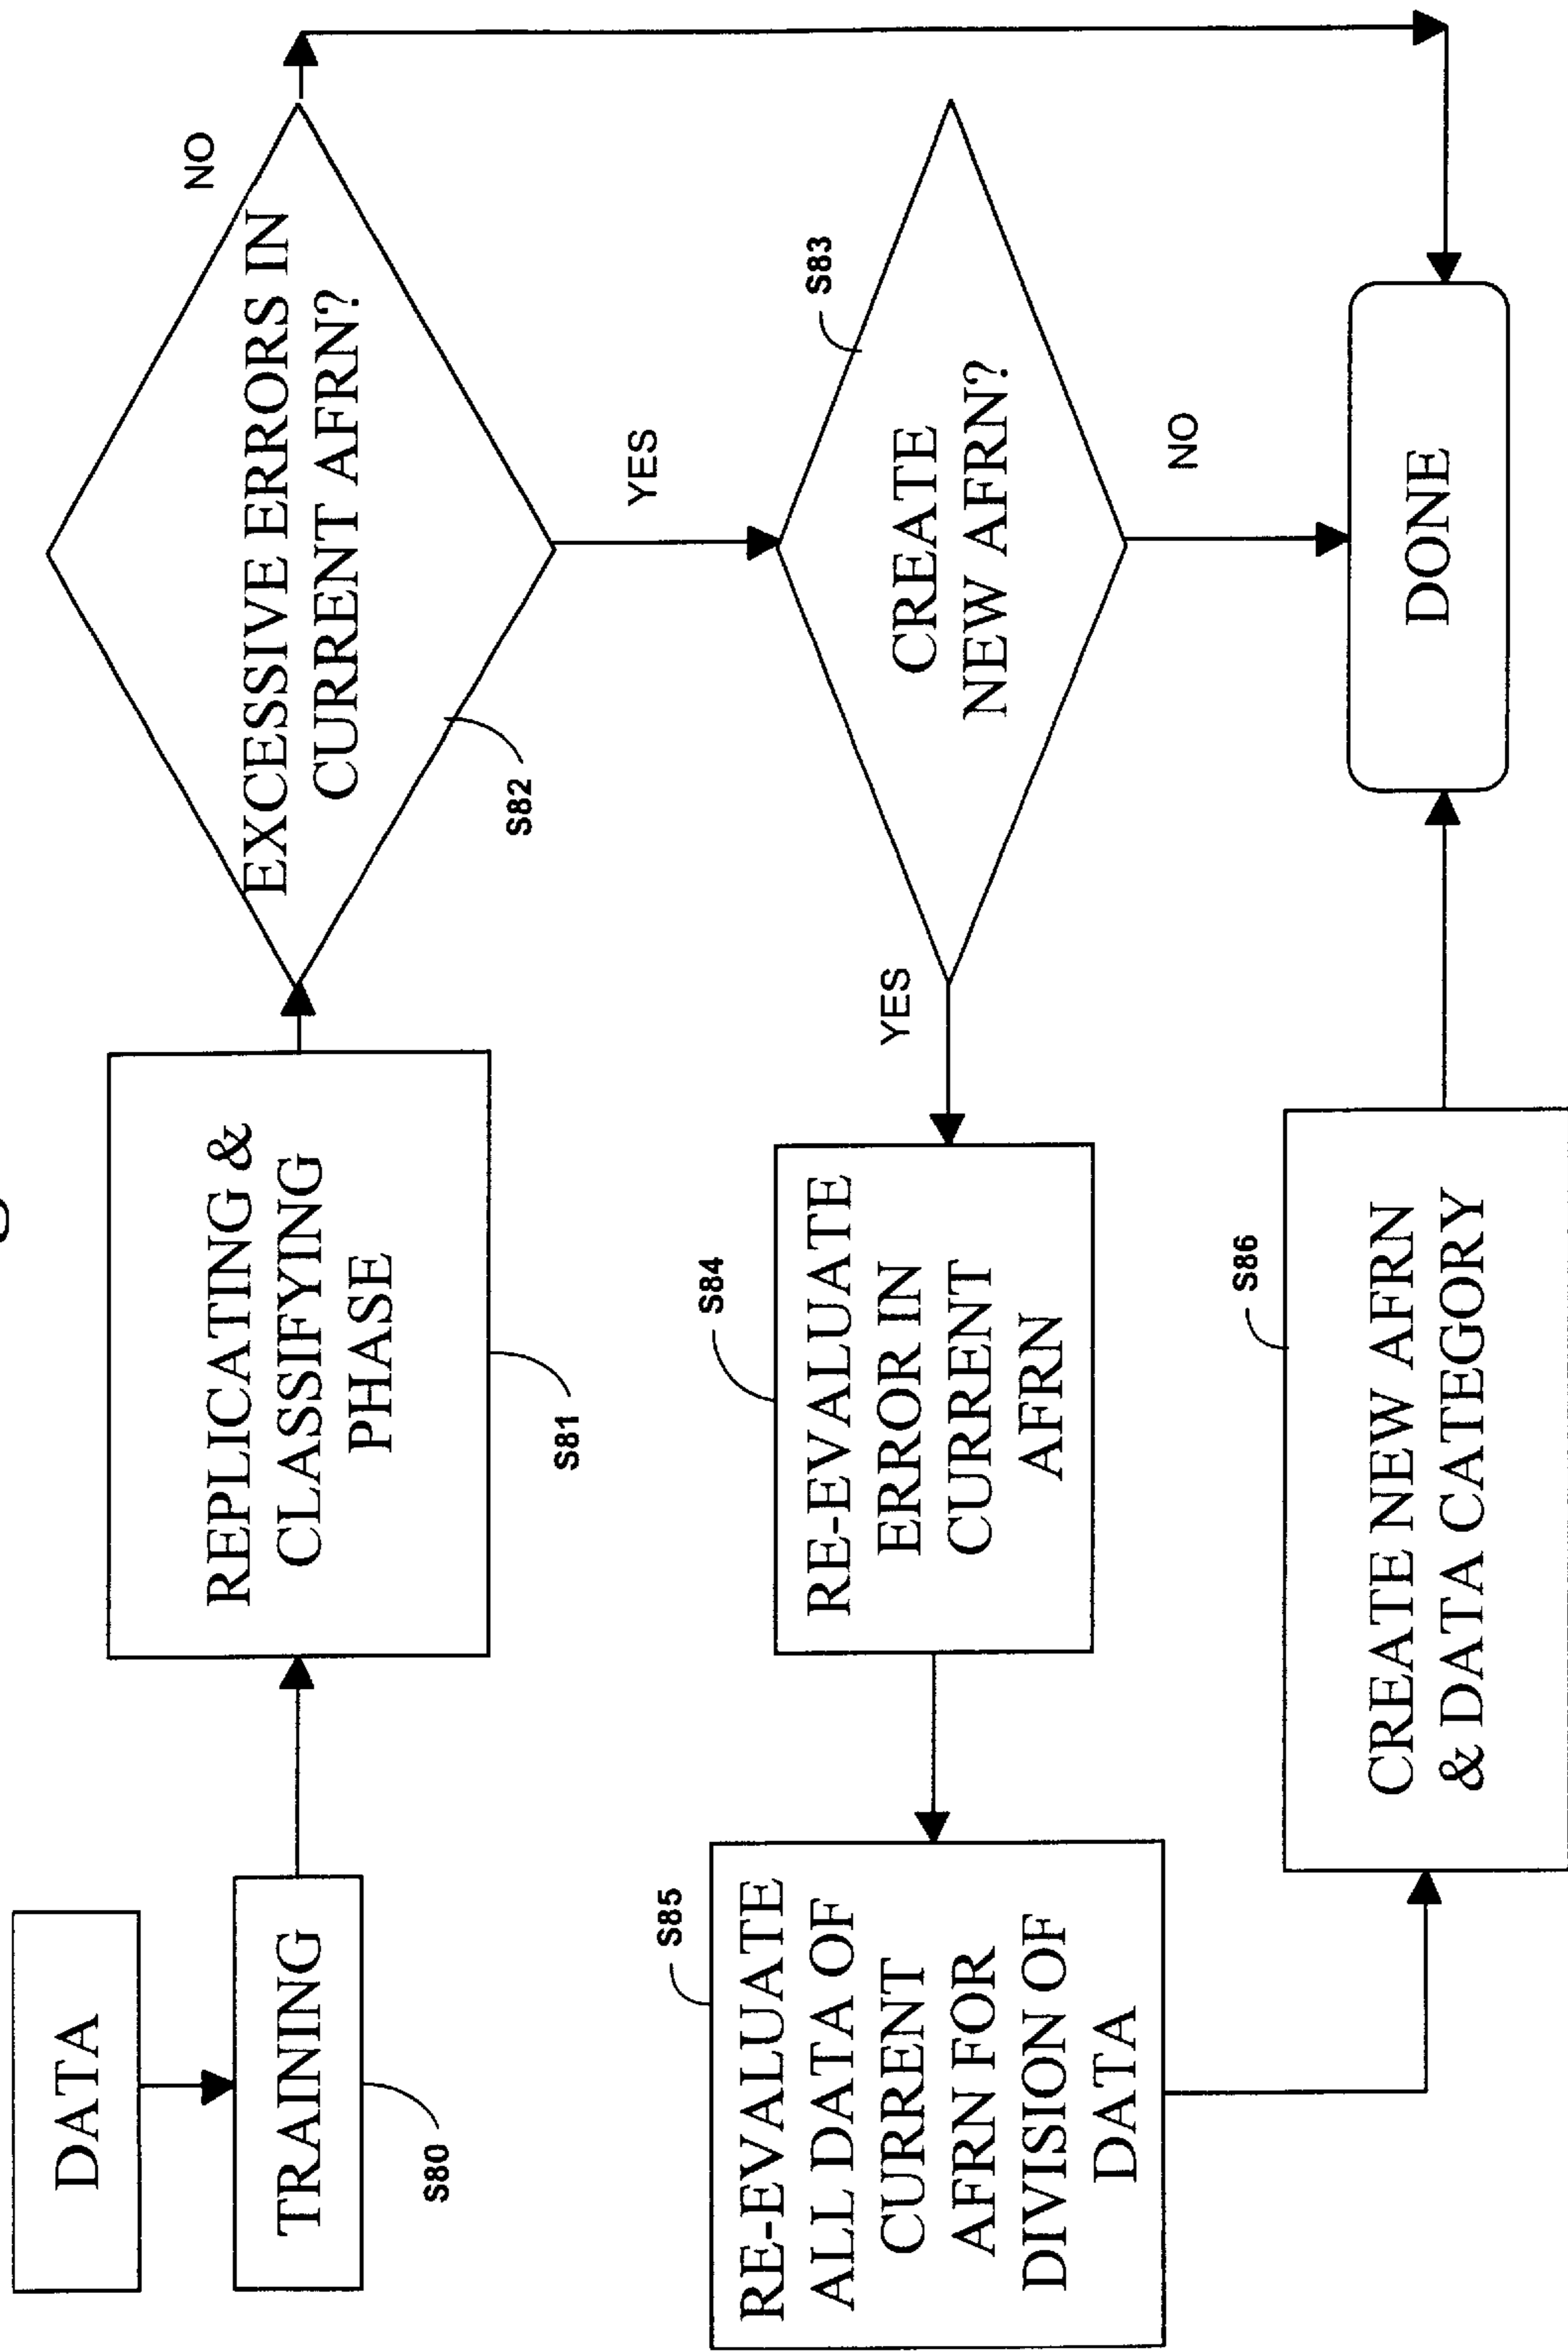 DATA
TRAINING
S80
REPLICATING &
CLASSIFYING
PHASE
S81
EXCESSIVE ERRORS IN
CURRENT AFRN?
S82
NO
YES
CREATE
NEW AFRN?
S83
YES
NO
RE-EVALUATE
ERROR IN
CURRENT
AFRN
S84
RE-EVALUATE
ALL DATA OF
CURRENT
AFRN FOR
DIVISION OF
DATA
S85
CREATE NEW AFRN
& DATA CATEGORY
S86
DONE